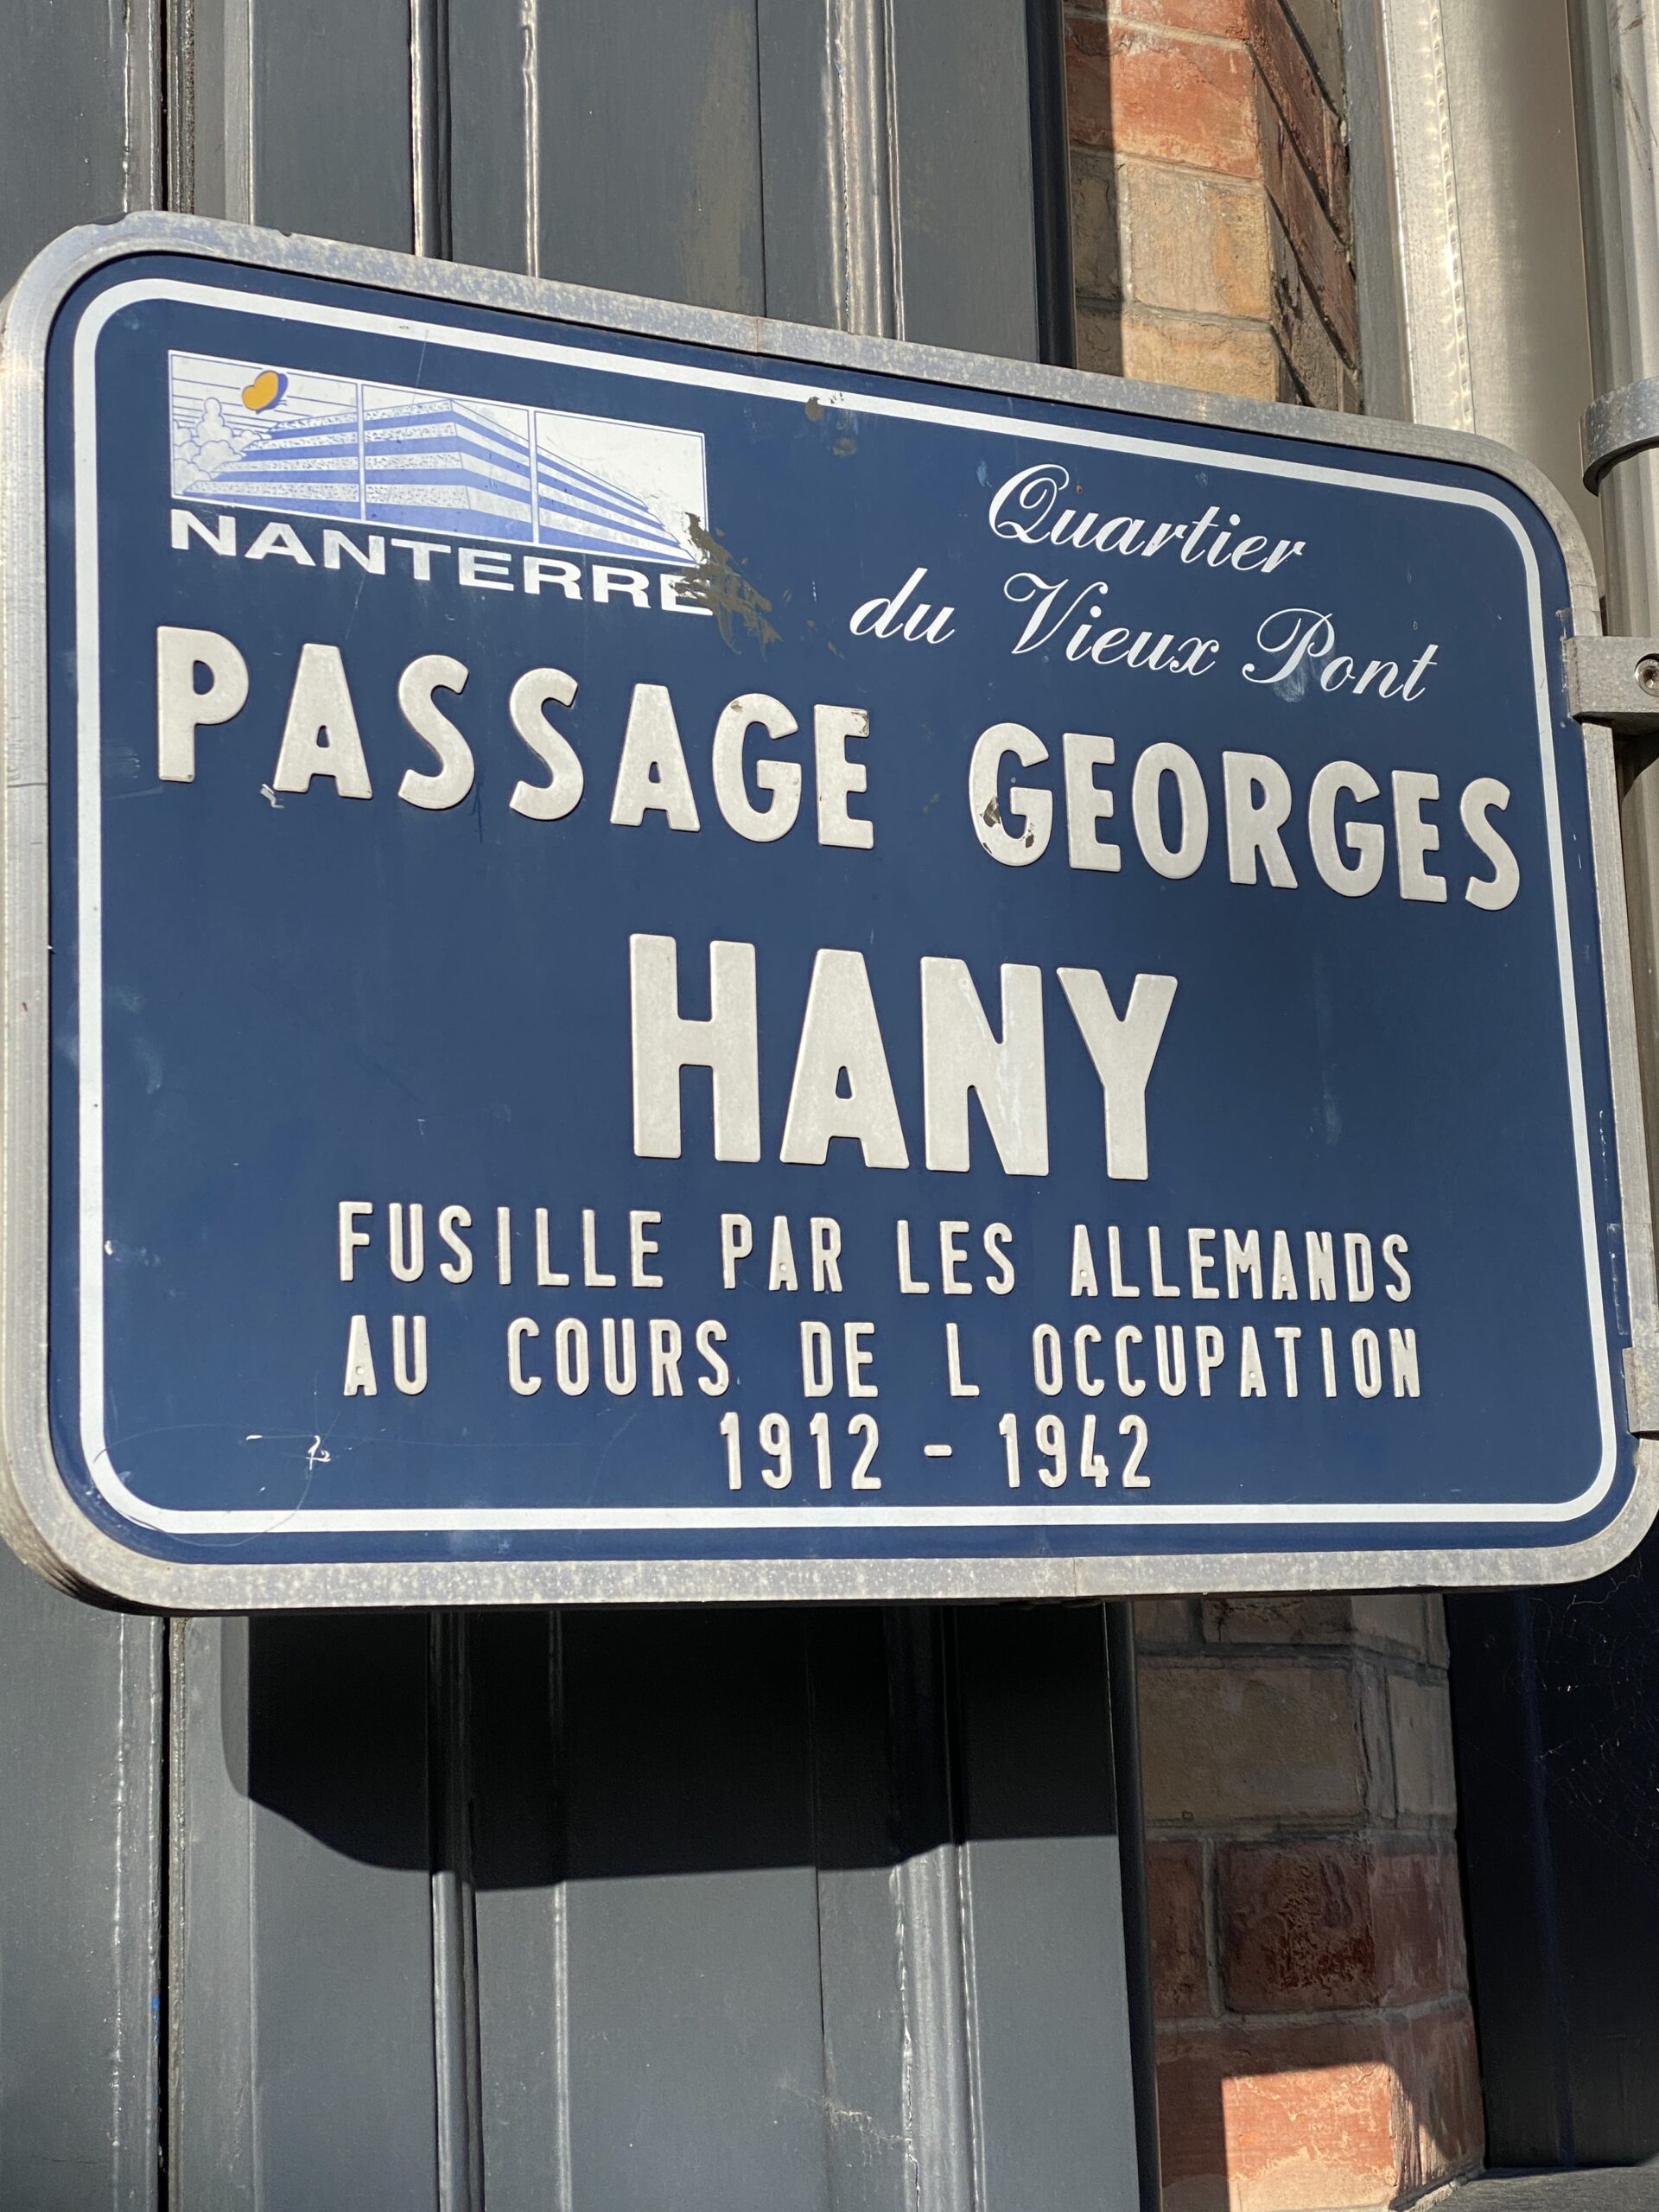 NANTERRE
Quartier
du Vieux Pont
PASSAGE GEORGES
HANY
FUSILLE PAR LES ALLEMANDS
AU COURS DE L OCCUPATION
1912 - 1942